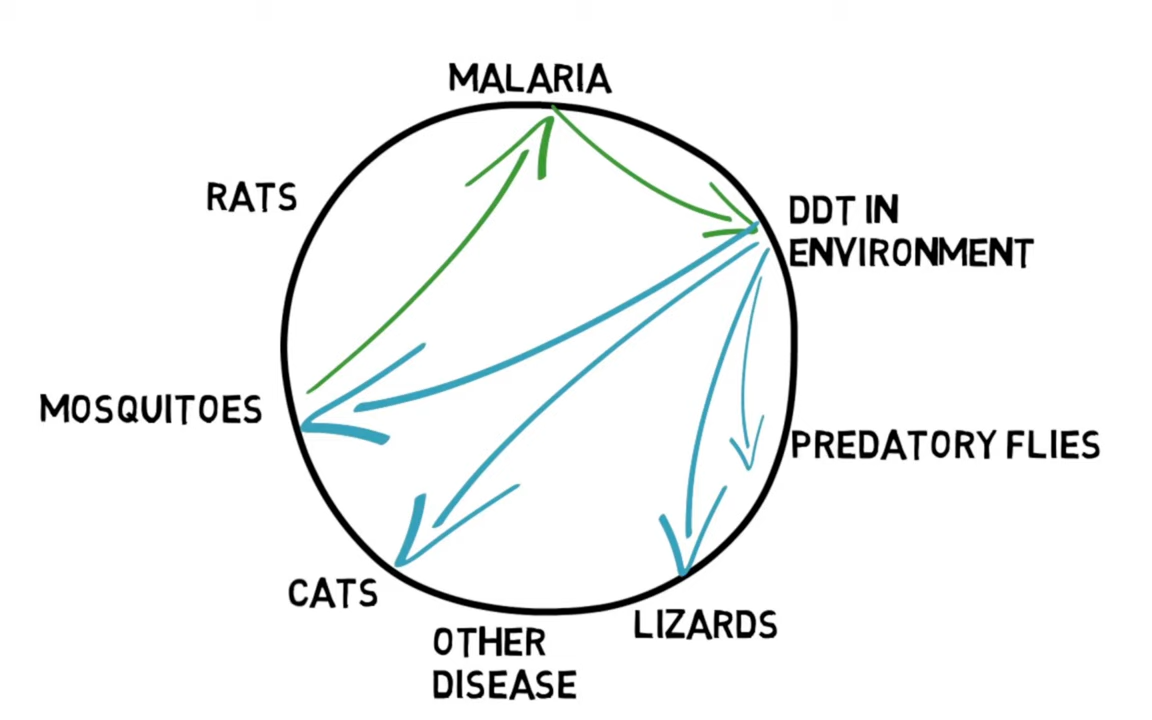 MALARIA
RATS
DDT IN
ENVIRONMENT
MOSQUITOES
PREDATORY FLIES
CATS
LIZARDS
OTHER
DISEASE